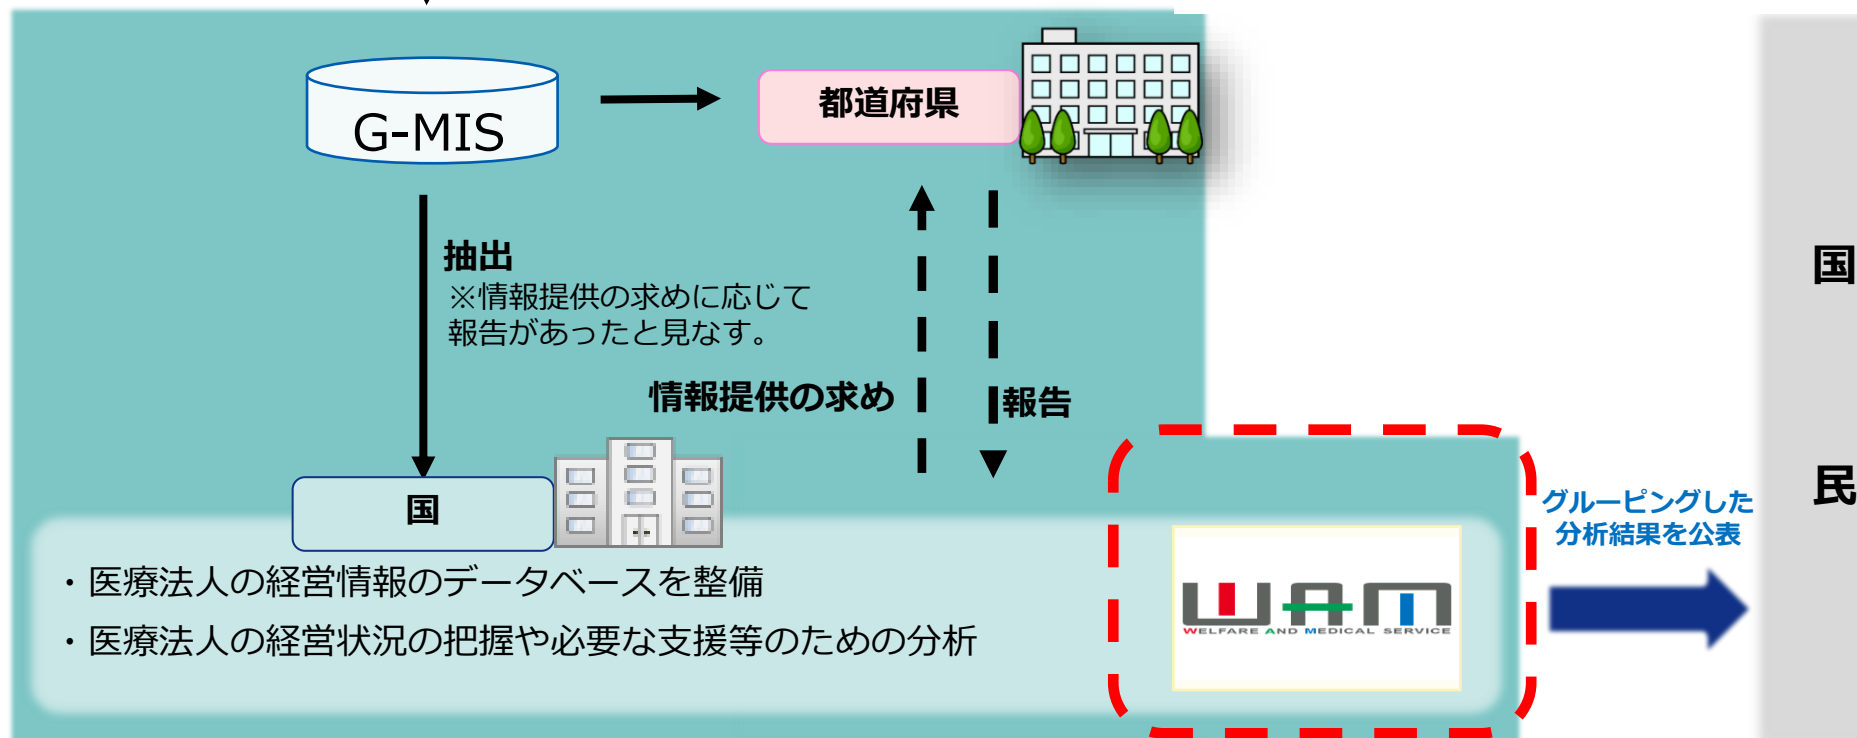 G-MIS
都道府県
抽出
※情報提供の求めに応じて
報告があったと見なす。
情報提供の求め
報告
国
・医療法人の経営情報のデータベースを整備
・医療法人の経営状況の把握や必要な支援等のための分析
WAM
WELFARE AND MEDICAL SERVICE
グルーピングした
分析結果を公表
国
民